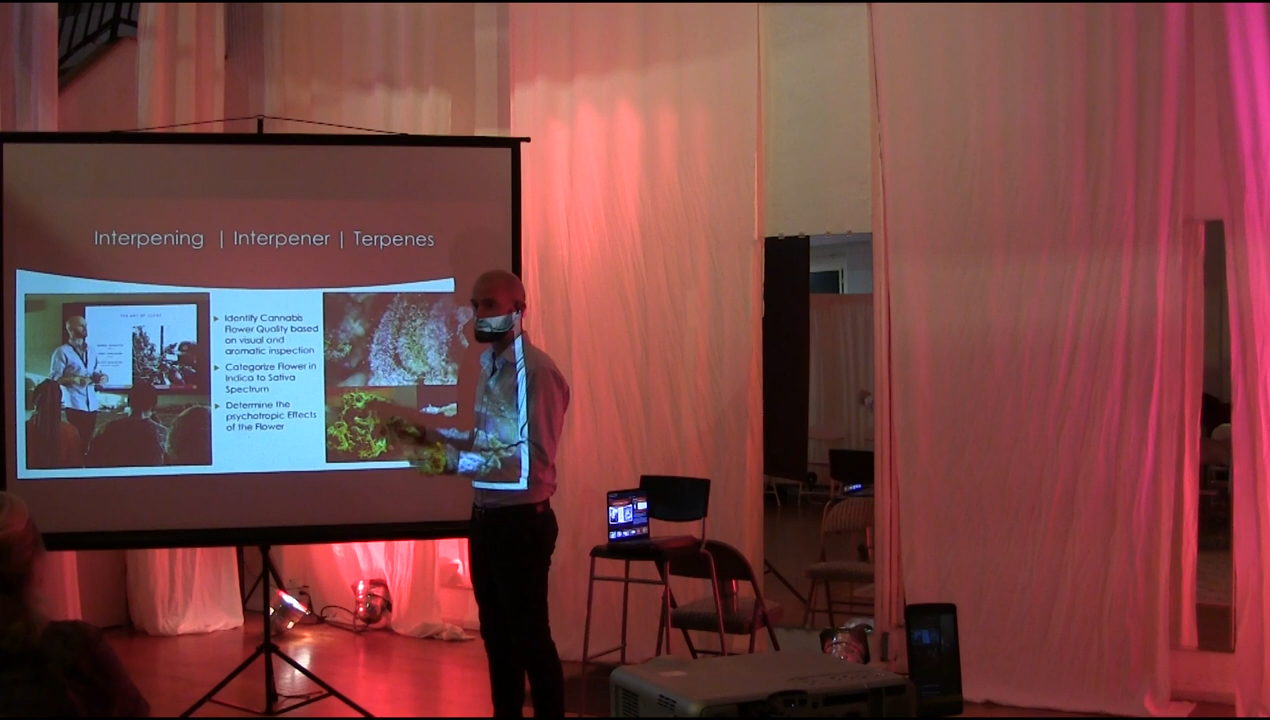 Interpening | Interpener | Terpenes
Identify Cannabis
Flower Quality based
on visual and
aromatic inspection
Categorize Flower in
Indica to Sativa
Spectrum
Determine the
psychotropic Effects
of the Flower